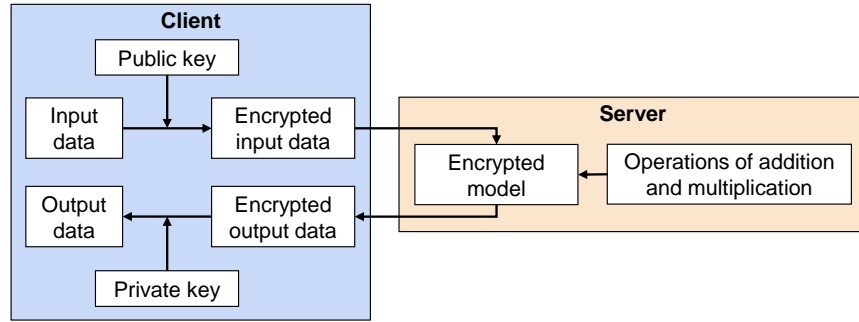 Client
Public key
Input
data
Encrypted
input data
Output
data
Encrypted
output data
Private key
Server
Encrypted
model
Operations of addition
and multiplication